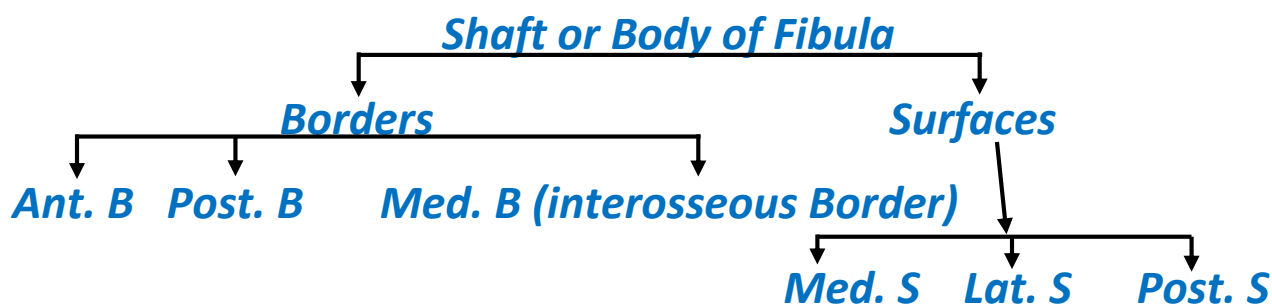 Shaft or Body of Fibula
Borders Surfaces
Ant. B Post. B Med. B (interosseous Border)
Med. S Lat. S Post. S